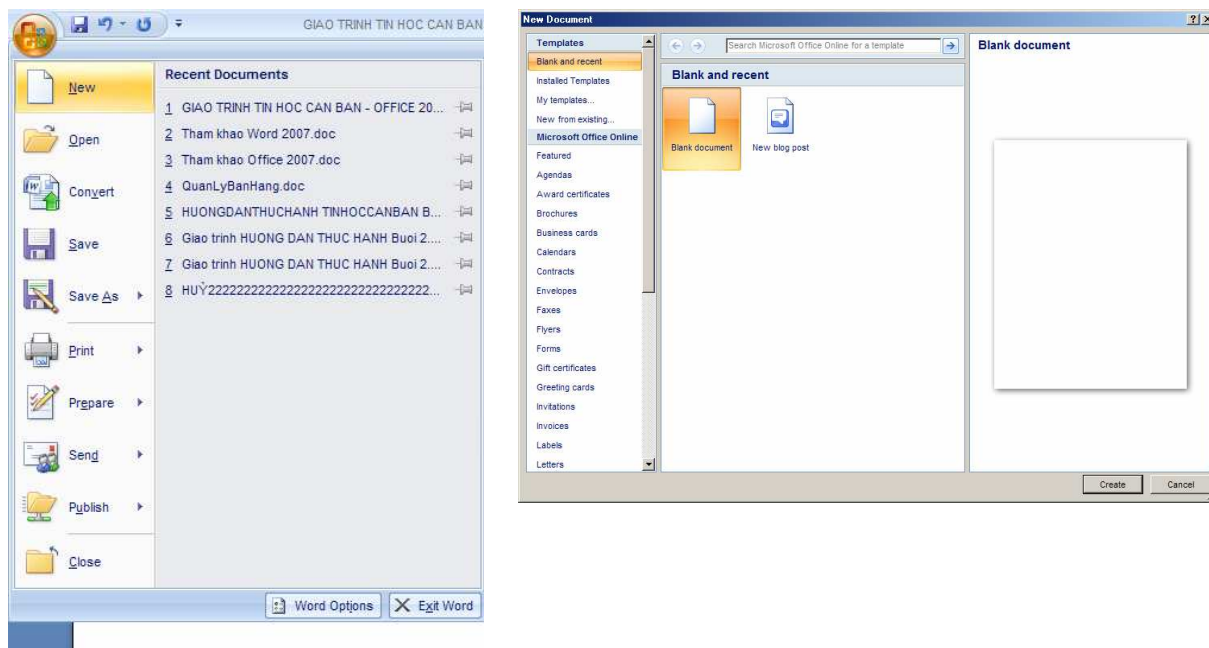 GIAO TRINH TIN HOC CAN BAN
New
Open
Convert
Save
Save As
Print
Prepare
Send
Publish
Close
Recent Documents
1 GIAO TRINH TIN HOC CAN BAN - OFFICE 20...
2 Tham khao Word 2007.doc
3 Tham khao Office 2007.doc
4 QuanLyBanHang.doc
5 HUONGDANTHUCHANH TINHOCCANBAN B...
6 Giao trinh HUONG DAN THUC HANH Buoi 2....
7 Giao trinh HUONG DAN THUC HANH Buoi 2....
8 HUỲ2222222222222222222222222222222...
Word Options
Exit Word
New Document
Templates
Blank and recent
Installed Templates
My templates...
New from existing...
Microsoft Office Online
Featured
Agendas
Award certificates
Brochures
Business cards
Calendars
Contracts
Envelopes
Faxes
Flyers
Forms
Gift certificates
Greeting cards
Invitations
Invoices
Labels
Letters
Search Microsoft Office Online for a template
Blank and recent
Blank document
New blog post
Blank document
Create
Cancel